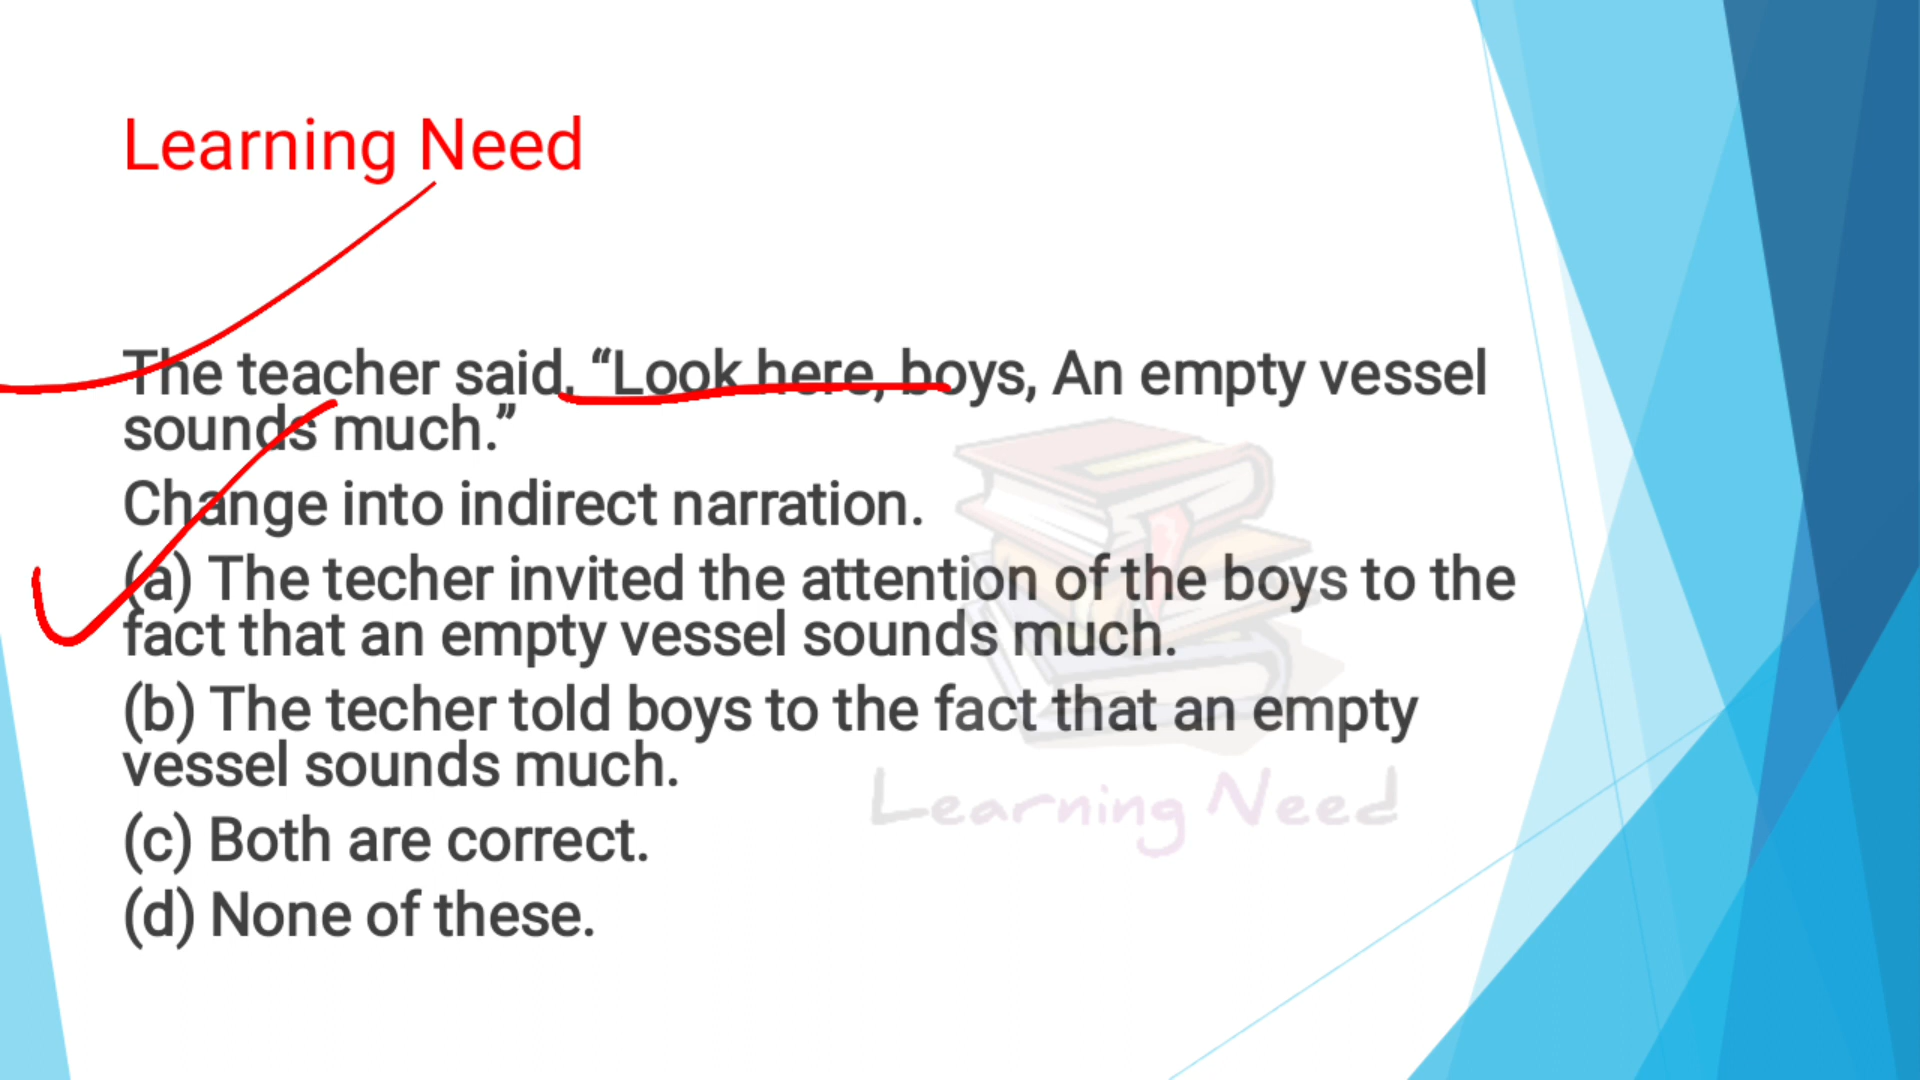 Learning Need
The teacher said, “Look here, boys, An empty vessel
sounds much.”
Change into indirect narration.
(a) The techer invited the attention of the boys to the
fact that an empty vessel sounds much.
(b) The techer told boys to the fact that an empty
vessel sounds much.
Learning Need
(c) Both are correct.
(d) None of these.